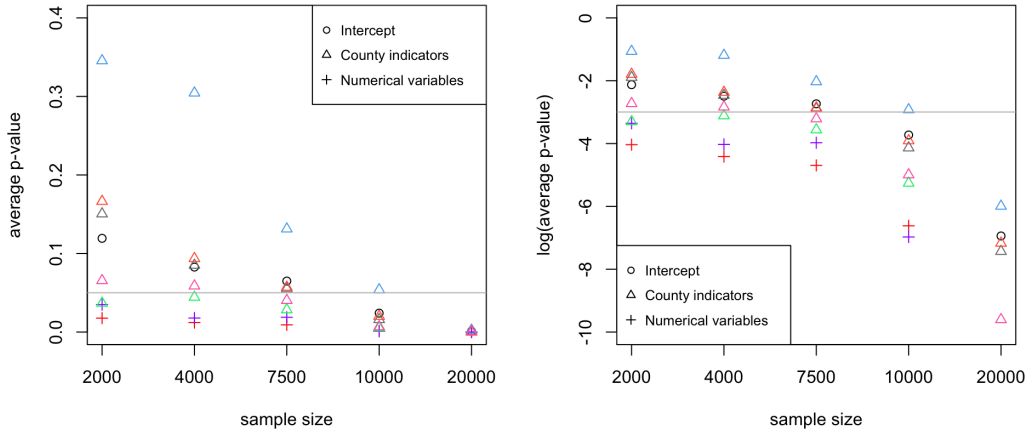 average p-value
0.0
0.1
0.2
0.3
0.4
Intercept
County indicators
Numerical variables
2000 4000 7500 10000 20000
sample size
log(average p-value)
0
-2
-4
-6
-8
-10
Intercept
County indicators
Numerical variables
2000 4000 7500 10000 20000
sample size